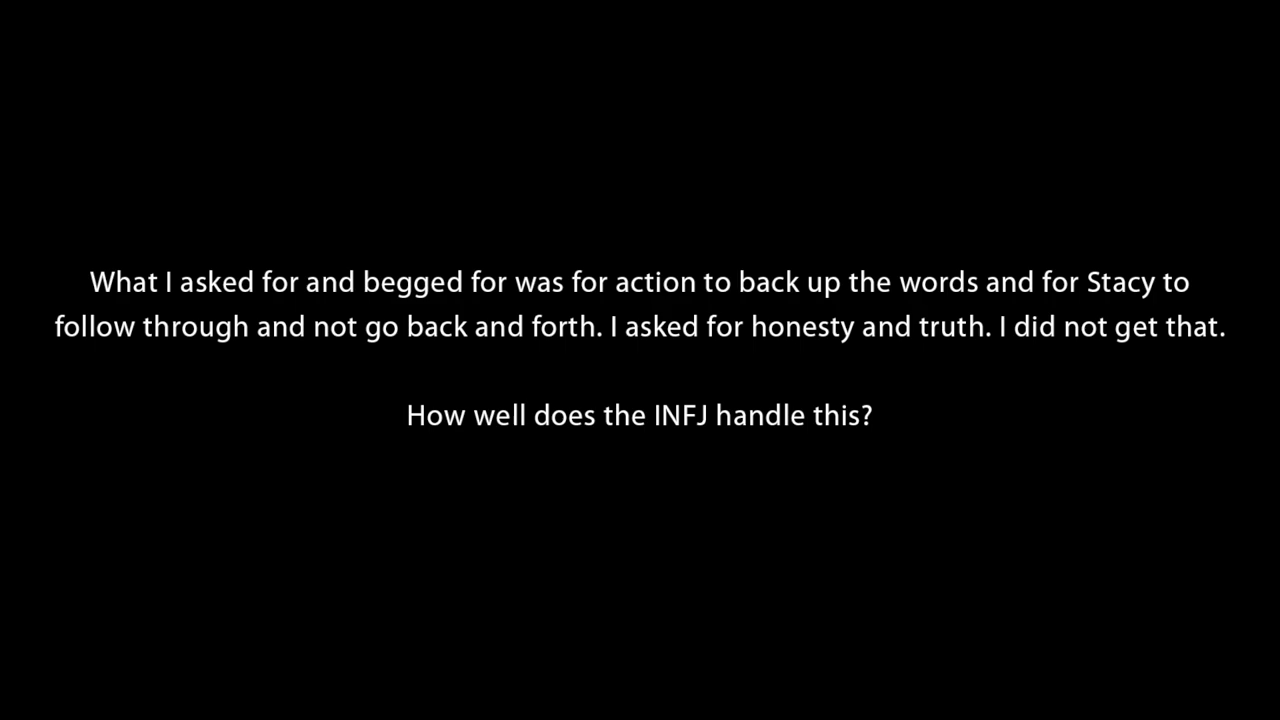 What I asked for and begged for was for action to back up the words and for Stacy to
follow through and not go back and forth. I asked for honesty and truth. I did not get that.
How well does the INFJ handle this?